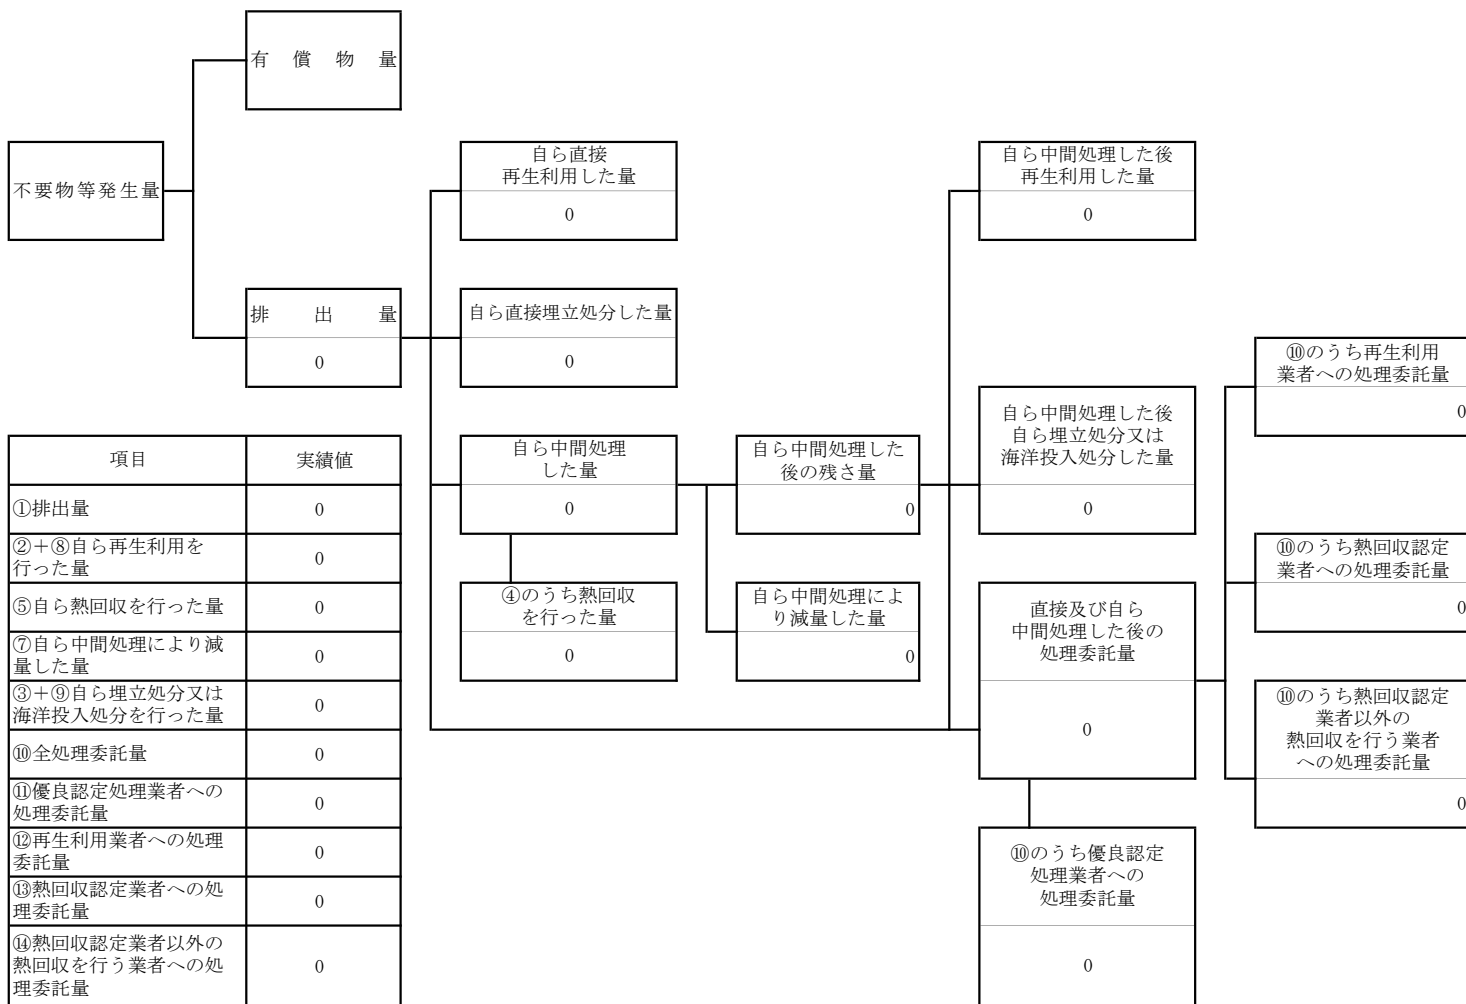 有償物量
不要物等発生量
自ら直接
再生利用した量
0
自ら中間処理した後
再生利用した量
0
排出量
0
自ら直接埋立処分した量
0
⑩のうち再生利用
業者への処理委託量
0
自ら中間処理した後
自ら埋立処分又は
海洋投入処分した量
0
自ら中間処理
した量
0
自ら中間処理した
後の残さ量
0
⑩のうち熱回収認定
業者への処理委託量
0
④のうち熱回収
を行った量
0
自ら中間処理によ
り減量した量
0
直接及び自ら
中間処理した後の
処理委託量
0
⑩のうち熱回収認定
業者以外の
熱回収を行う業者
への処理委託量
0
⑩のうち優良認定
処理業者への
処理委託量
0
項目 実績値
①排出量 0
②+⑧自ら再生利用を
行った量 0
⑤自ら熱回収を行った量 0
⑦自ら中間処理により減
量した量 0
③+⑨自ら埋立処分又は
海洋投入処分を行った量 0
⑩全処理委託量 0
⑪優良認定処理業者への
処理委託量 0
⑫再生利用業者への処理
委託量 0
⑬熱回収認定業者への処
理委託量 0
⑭熱回収認定業者以外の
熱回収を行う業者への処
理委託量 0